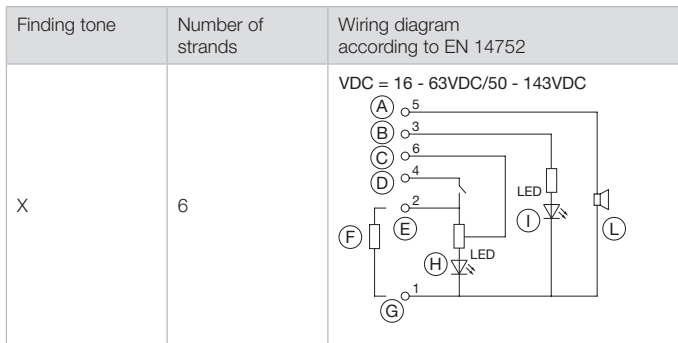 Finding tone
Number of
strands
Wiring diagram
according to EN 14752
X
6
VDC = 16 - 63VDC/50 - 143VDC
A 5
B 3
C 6
D 4
E 2
F
LED
H
LED
I
L
G 1